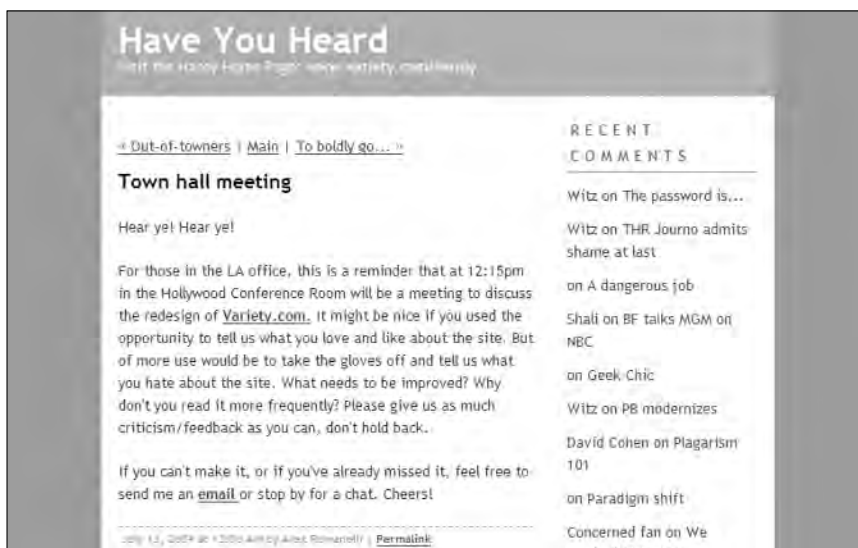 Have You Heard
« Out-of-towners | Main | To boldly go... »
Town hall meeting
Hear ye! Hear ye!
For those in the LA office, this is a reminder that at 12:15pm
in the Hollywood Conference Room will be a meeting to discuss
the redesign of Variety.com. It might be nice if you used the
opportunity to tell us what you love and like about the site. But
of more use would be to take the gloves off and tell us what
you hate about the site. What needs to be improved? Why
don't you read it more frequently? Please give us as much
criticism/feedback as you can, don't hold back.
If you can't make it, or if you've already missed it, feel free to
send me an email or stop by for a chat. Cheers!
| Permalink
RECENT
COMMENTS
Witz on The password is...
Witz on THR Journo admits
shame at last
on A dangerous job
Shali on BF talks MGM on
NBC
on Geek Chic
Witz on PB modernizes
David Cohen on Plagarism
101
on Paradigm shift
Concerned fan on We